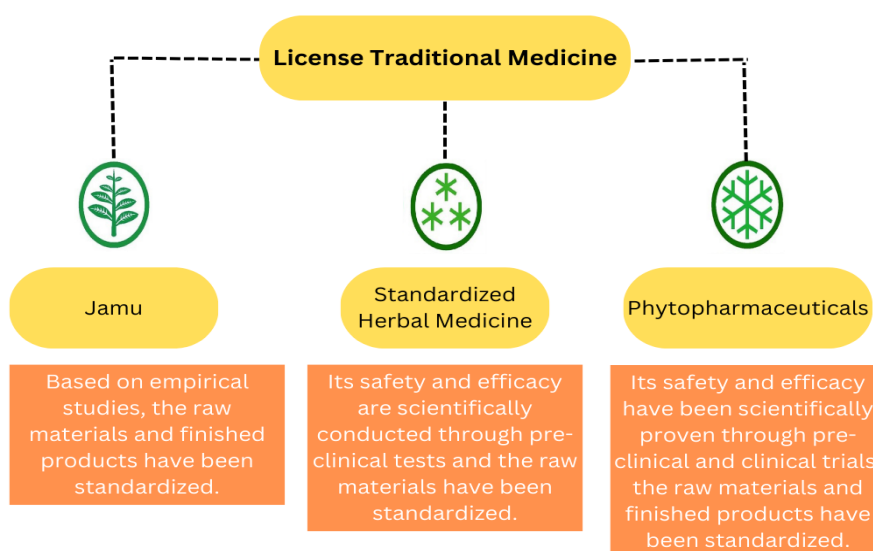 License Traditional Medicine
Jamu
Based on empirical
studies, the raw
materials and finished
products have been
standardized.
Standardized
Herbal Medicine
Its safety and efficacy
are scientifically
conducted through pre-
clinical tests and the raw
materials have been
standardized.
Phytopharmaceuticals
Its safety and efficacy
have been scientifically
proven through pre-
clinical and clinical trials,
the raw materials and
finished products have
been standardized.